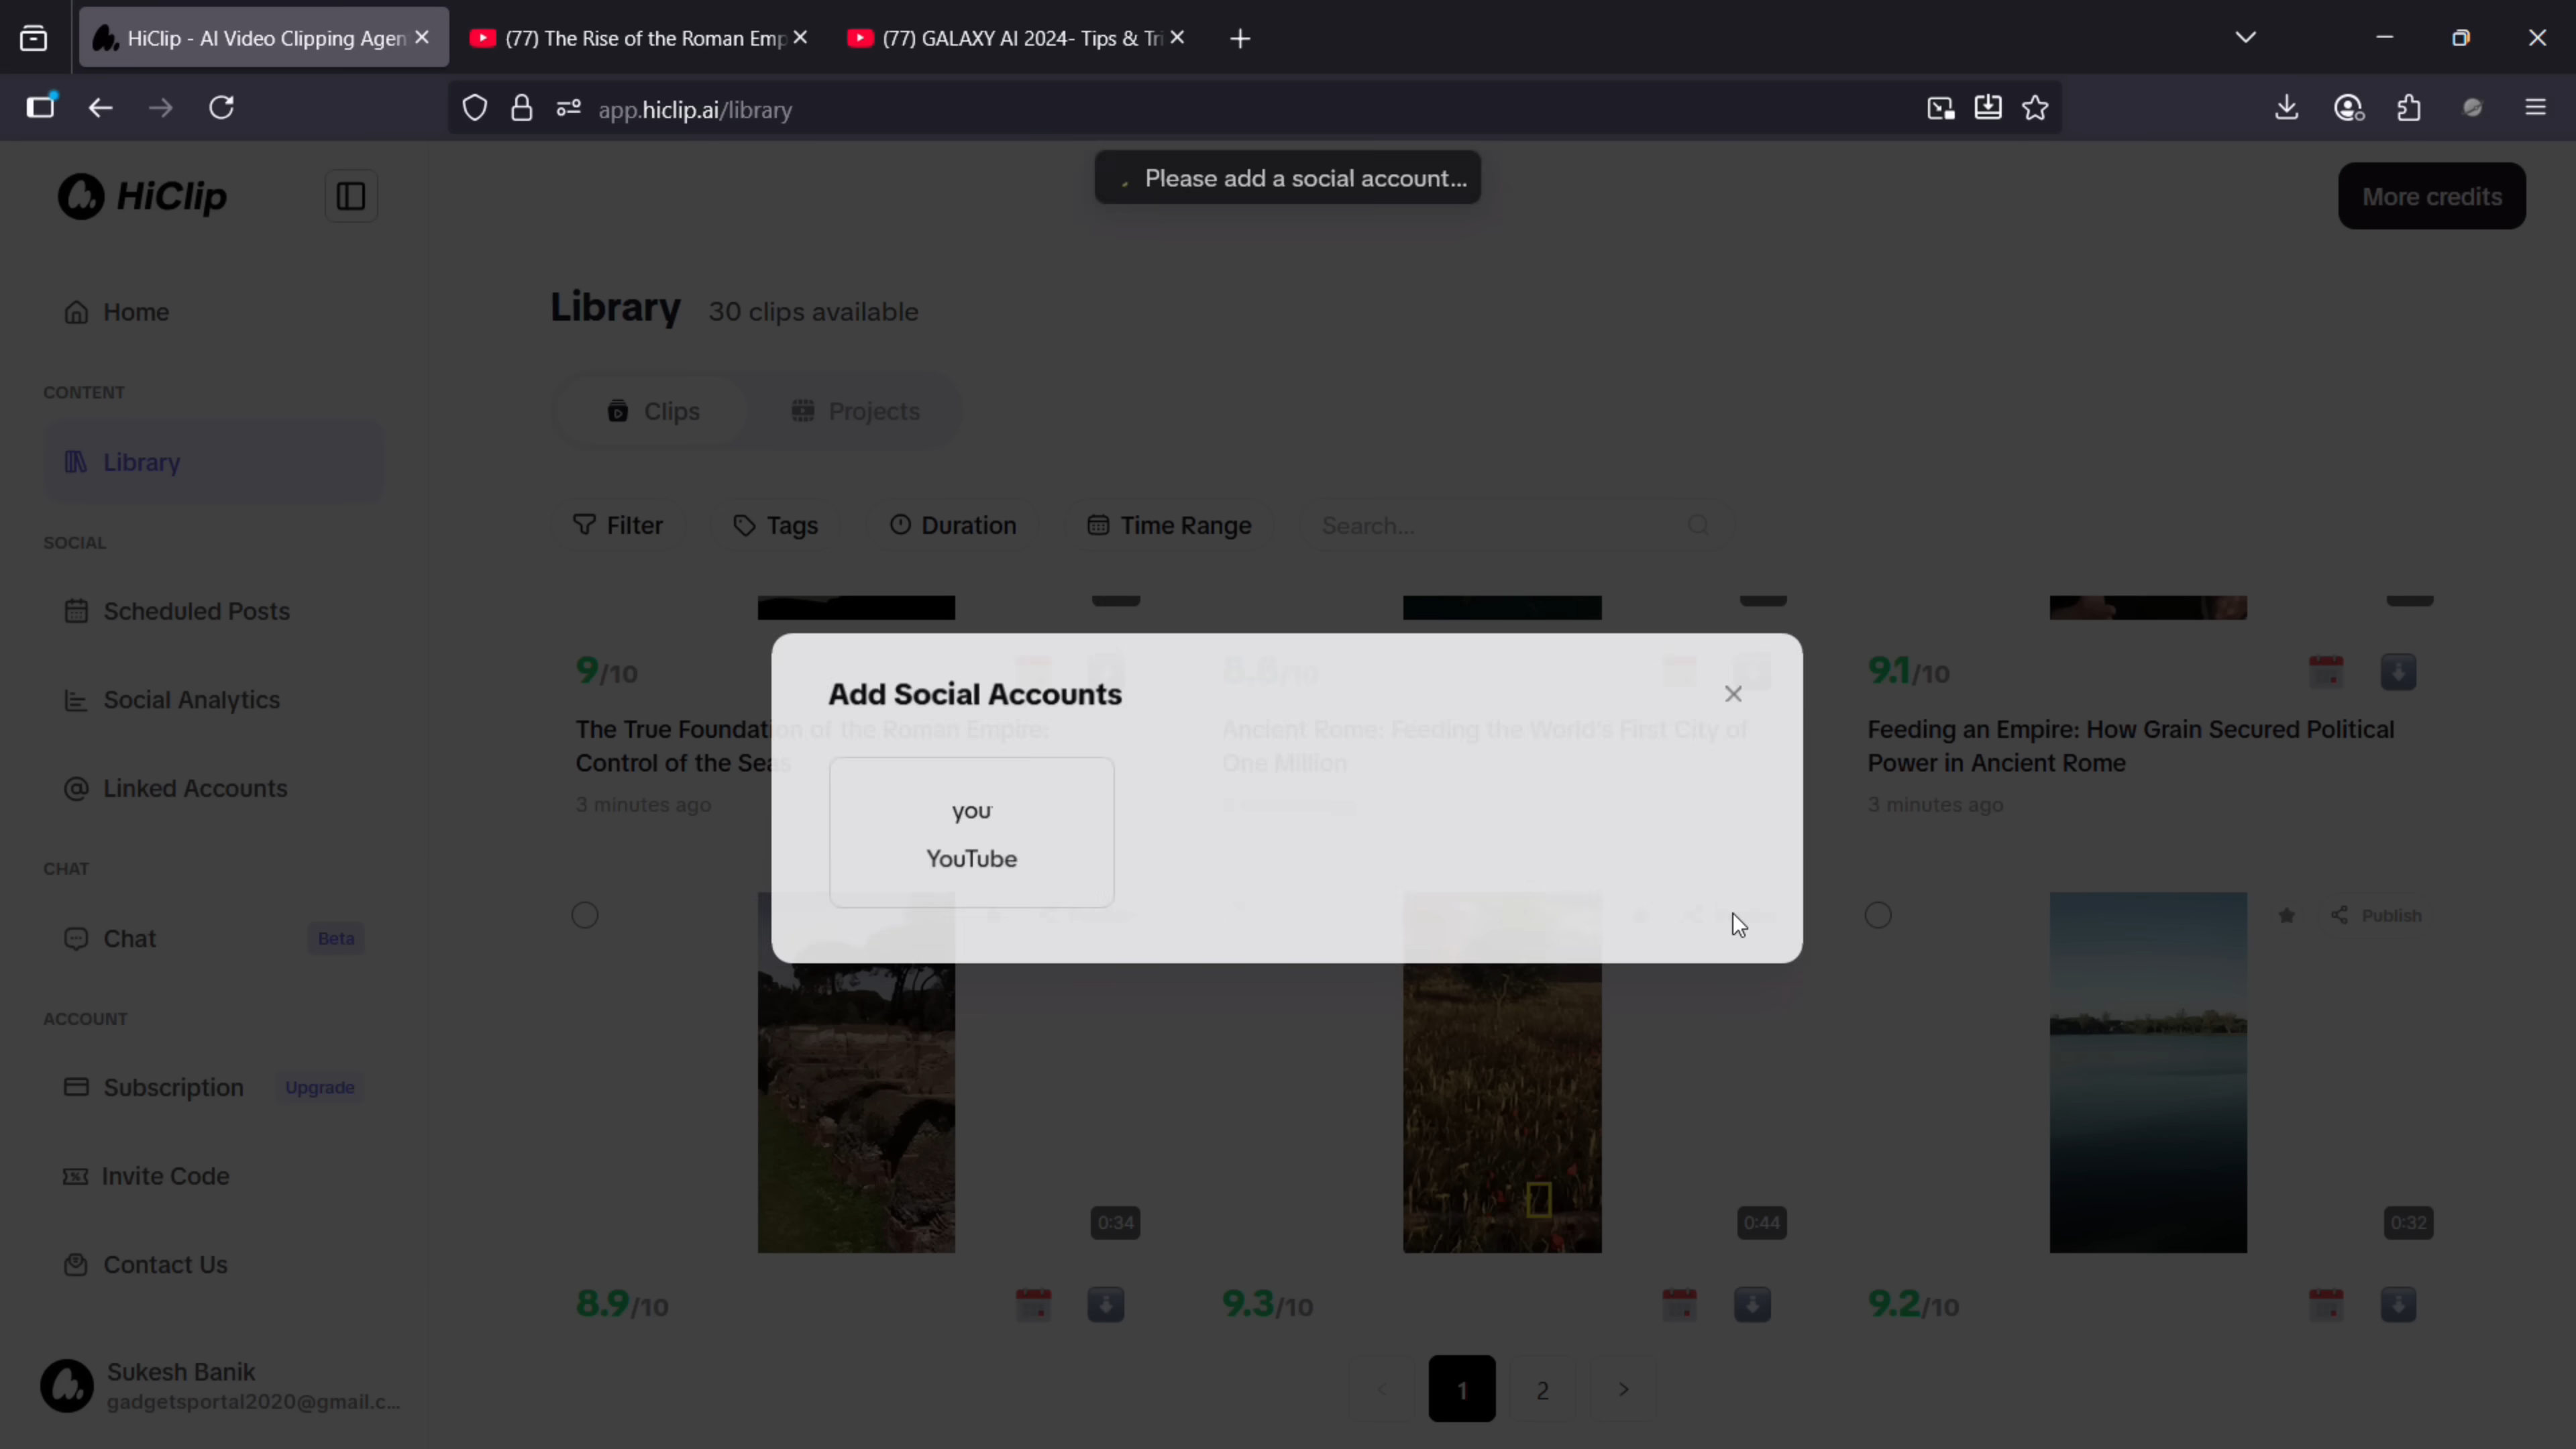 HiClip - AI Video Clipping Agen
(77) The Rise of the Roman Emp
(77) GALAXY AI 2024- Tips & Tri
app.hiclip.ai/library
HiClip
Please add a social account...
More credits
Home
Library 30 clips available
CONTENT
Clips
Projects
Library
Filter
Tags
Duration
Time Range
Search...
SOCIAL
Scheduled Posts
Social Analytics
Linked Accounts
9/10
8.8/10
9.1/10
Add Social Accounts
The True Foundation of the Roman Empire:
Control of the Seas
3 minutes ago
Ancient Rome: Feeding the World's First City of
One Million
Feeding an Empire: How Grain Secured Political
Power in Ancient Rome
3 minutes ago
you
YouTube
CHAT
Chat Beta
Publish
ACCOUNT
Subscription Upgrade
Invite Code
Contact Us
0:34
0:44
0:32
8.9/10
9.3/10
9.2/10
Sukesh Banik
gadgetsportal2020@gmail.c...
<
1
2
>